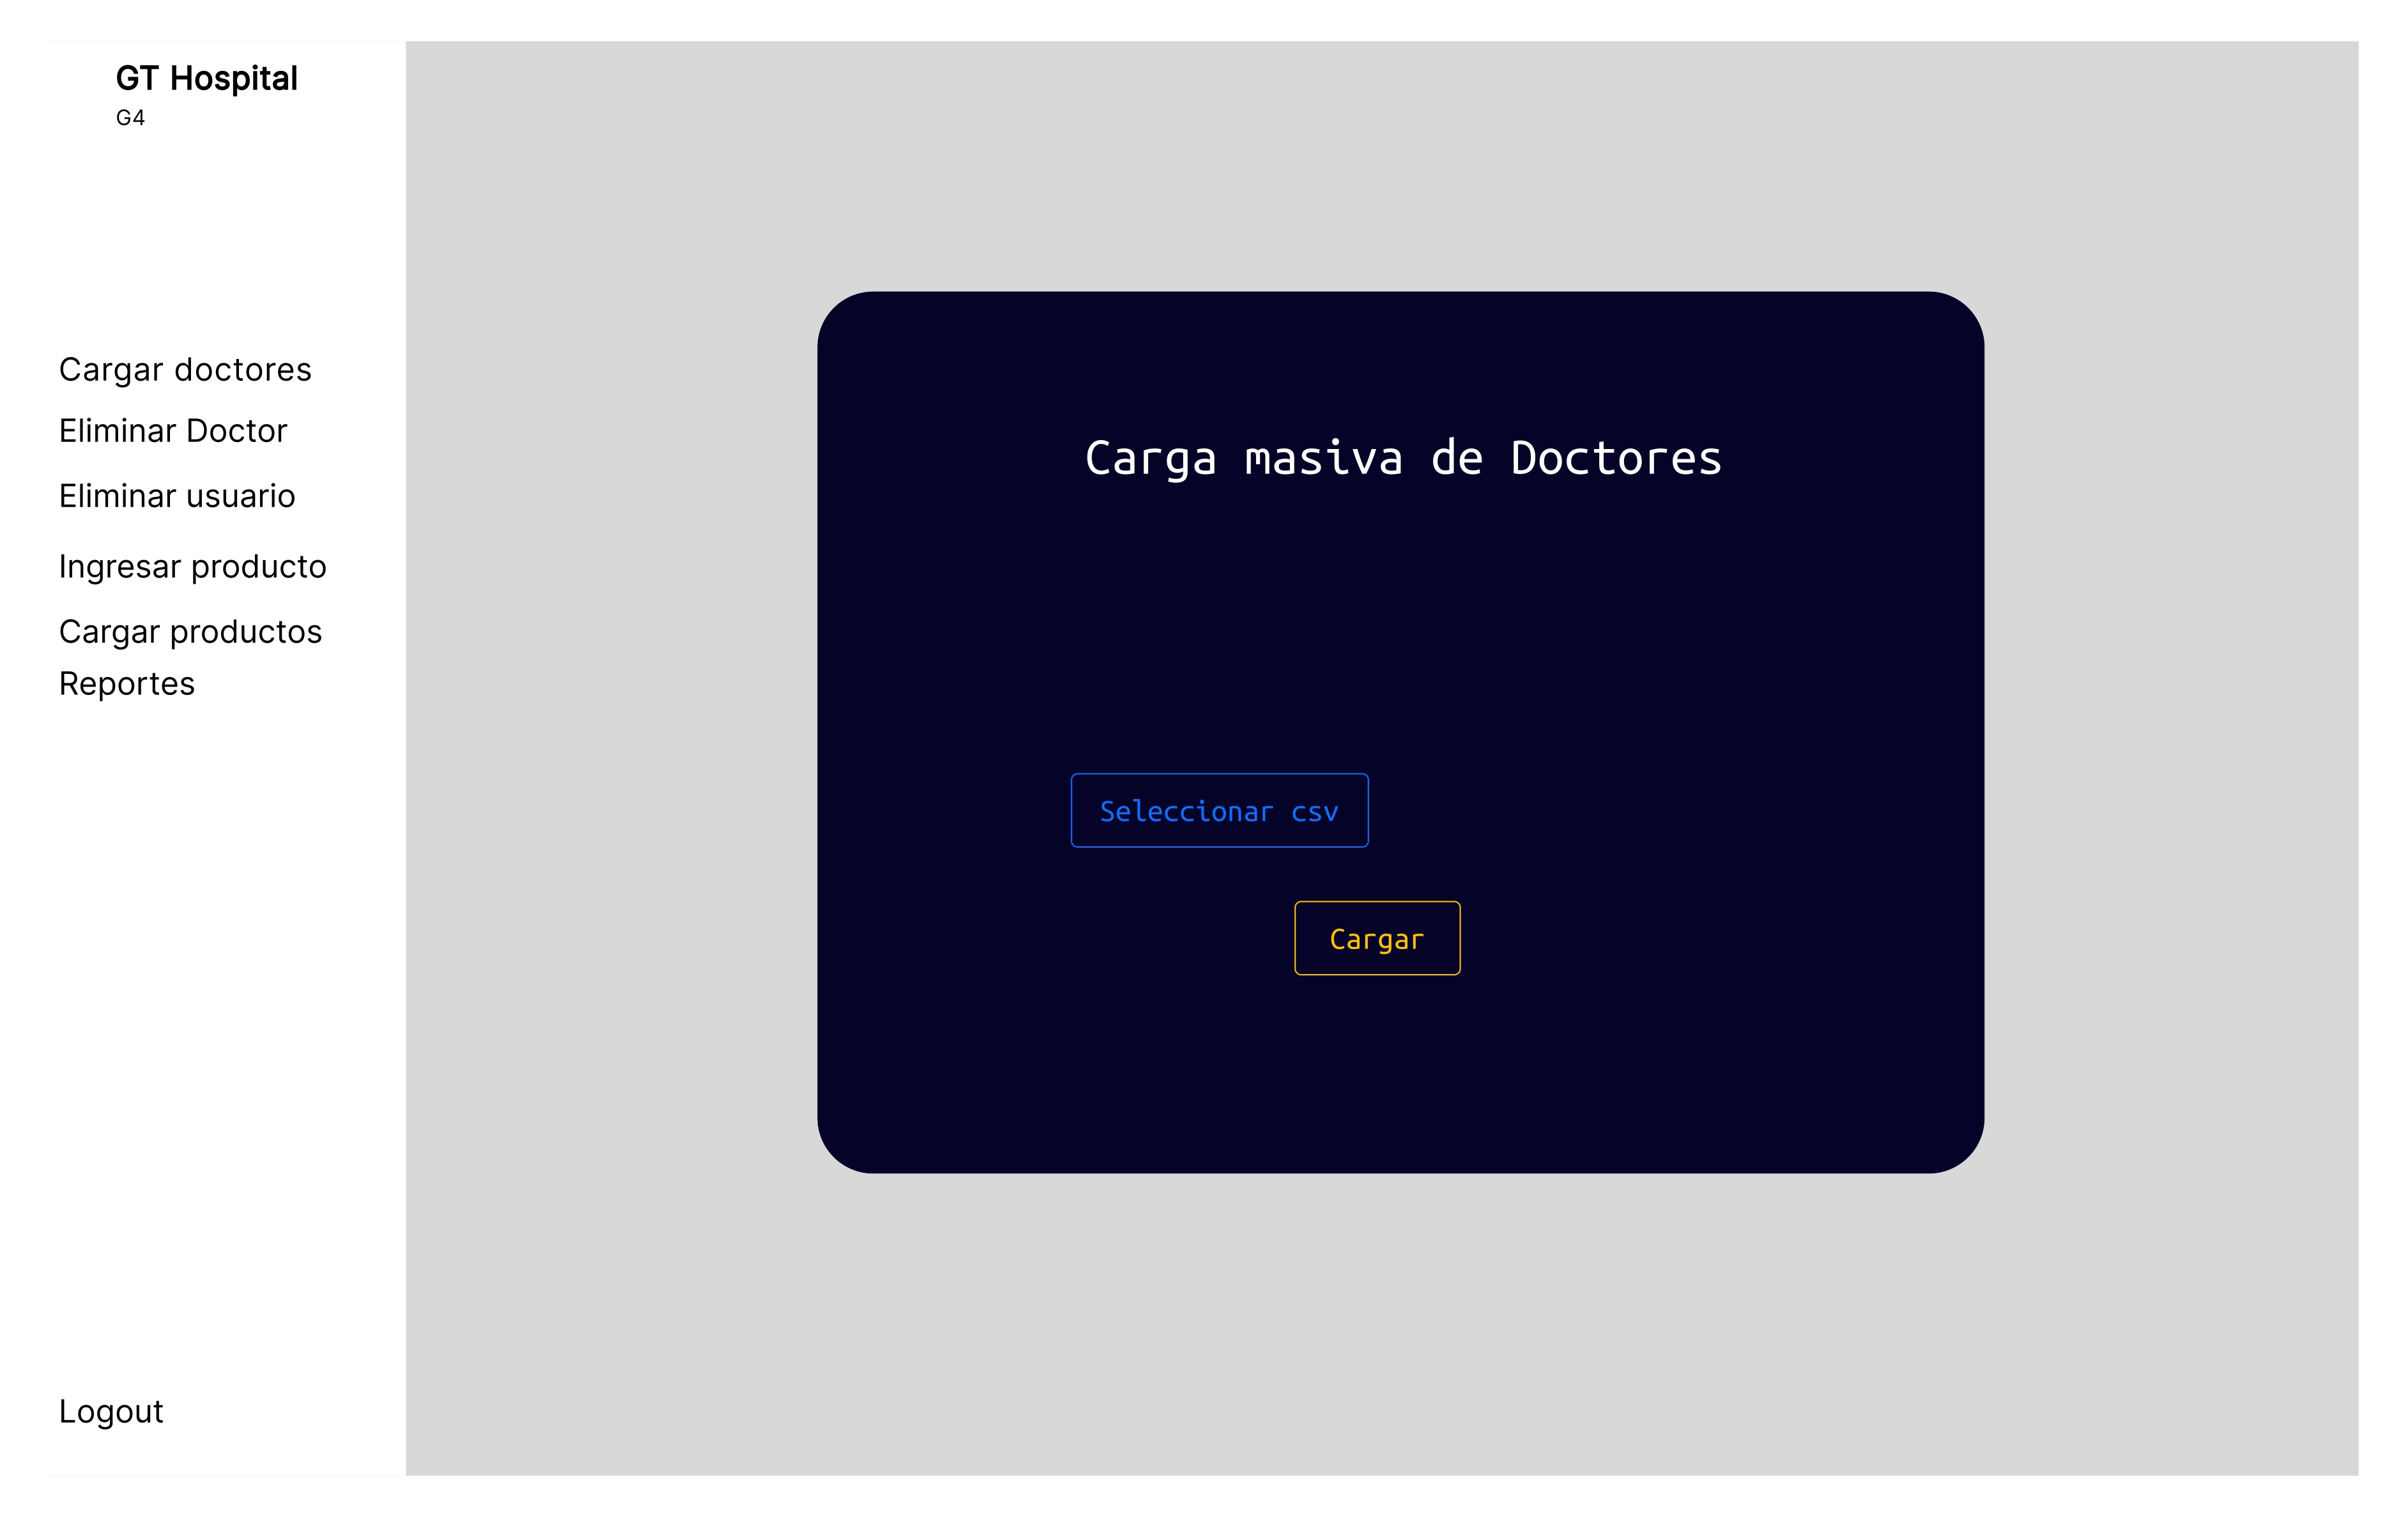 GT Hospital
G4
Cargar doctores
Eliminar Doctor
Eliminar usuario
Ingresar producto
Cargar productos
Reportes
Logout
Carga masiva de Doctores
Seleccionar csv
Cargar